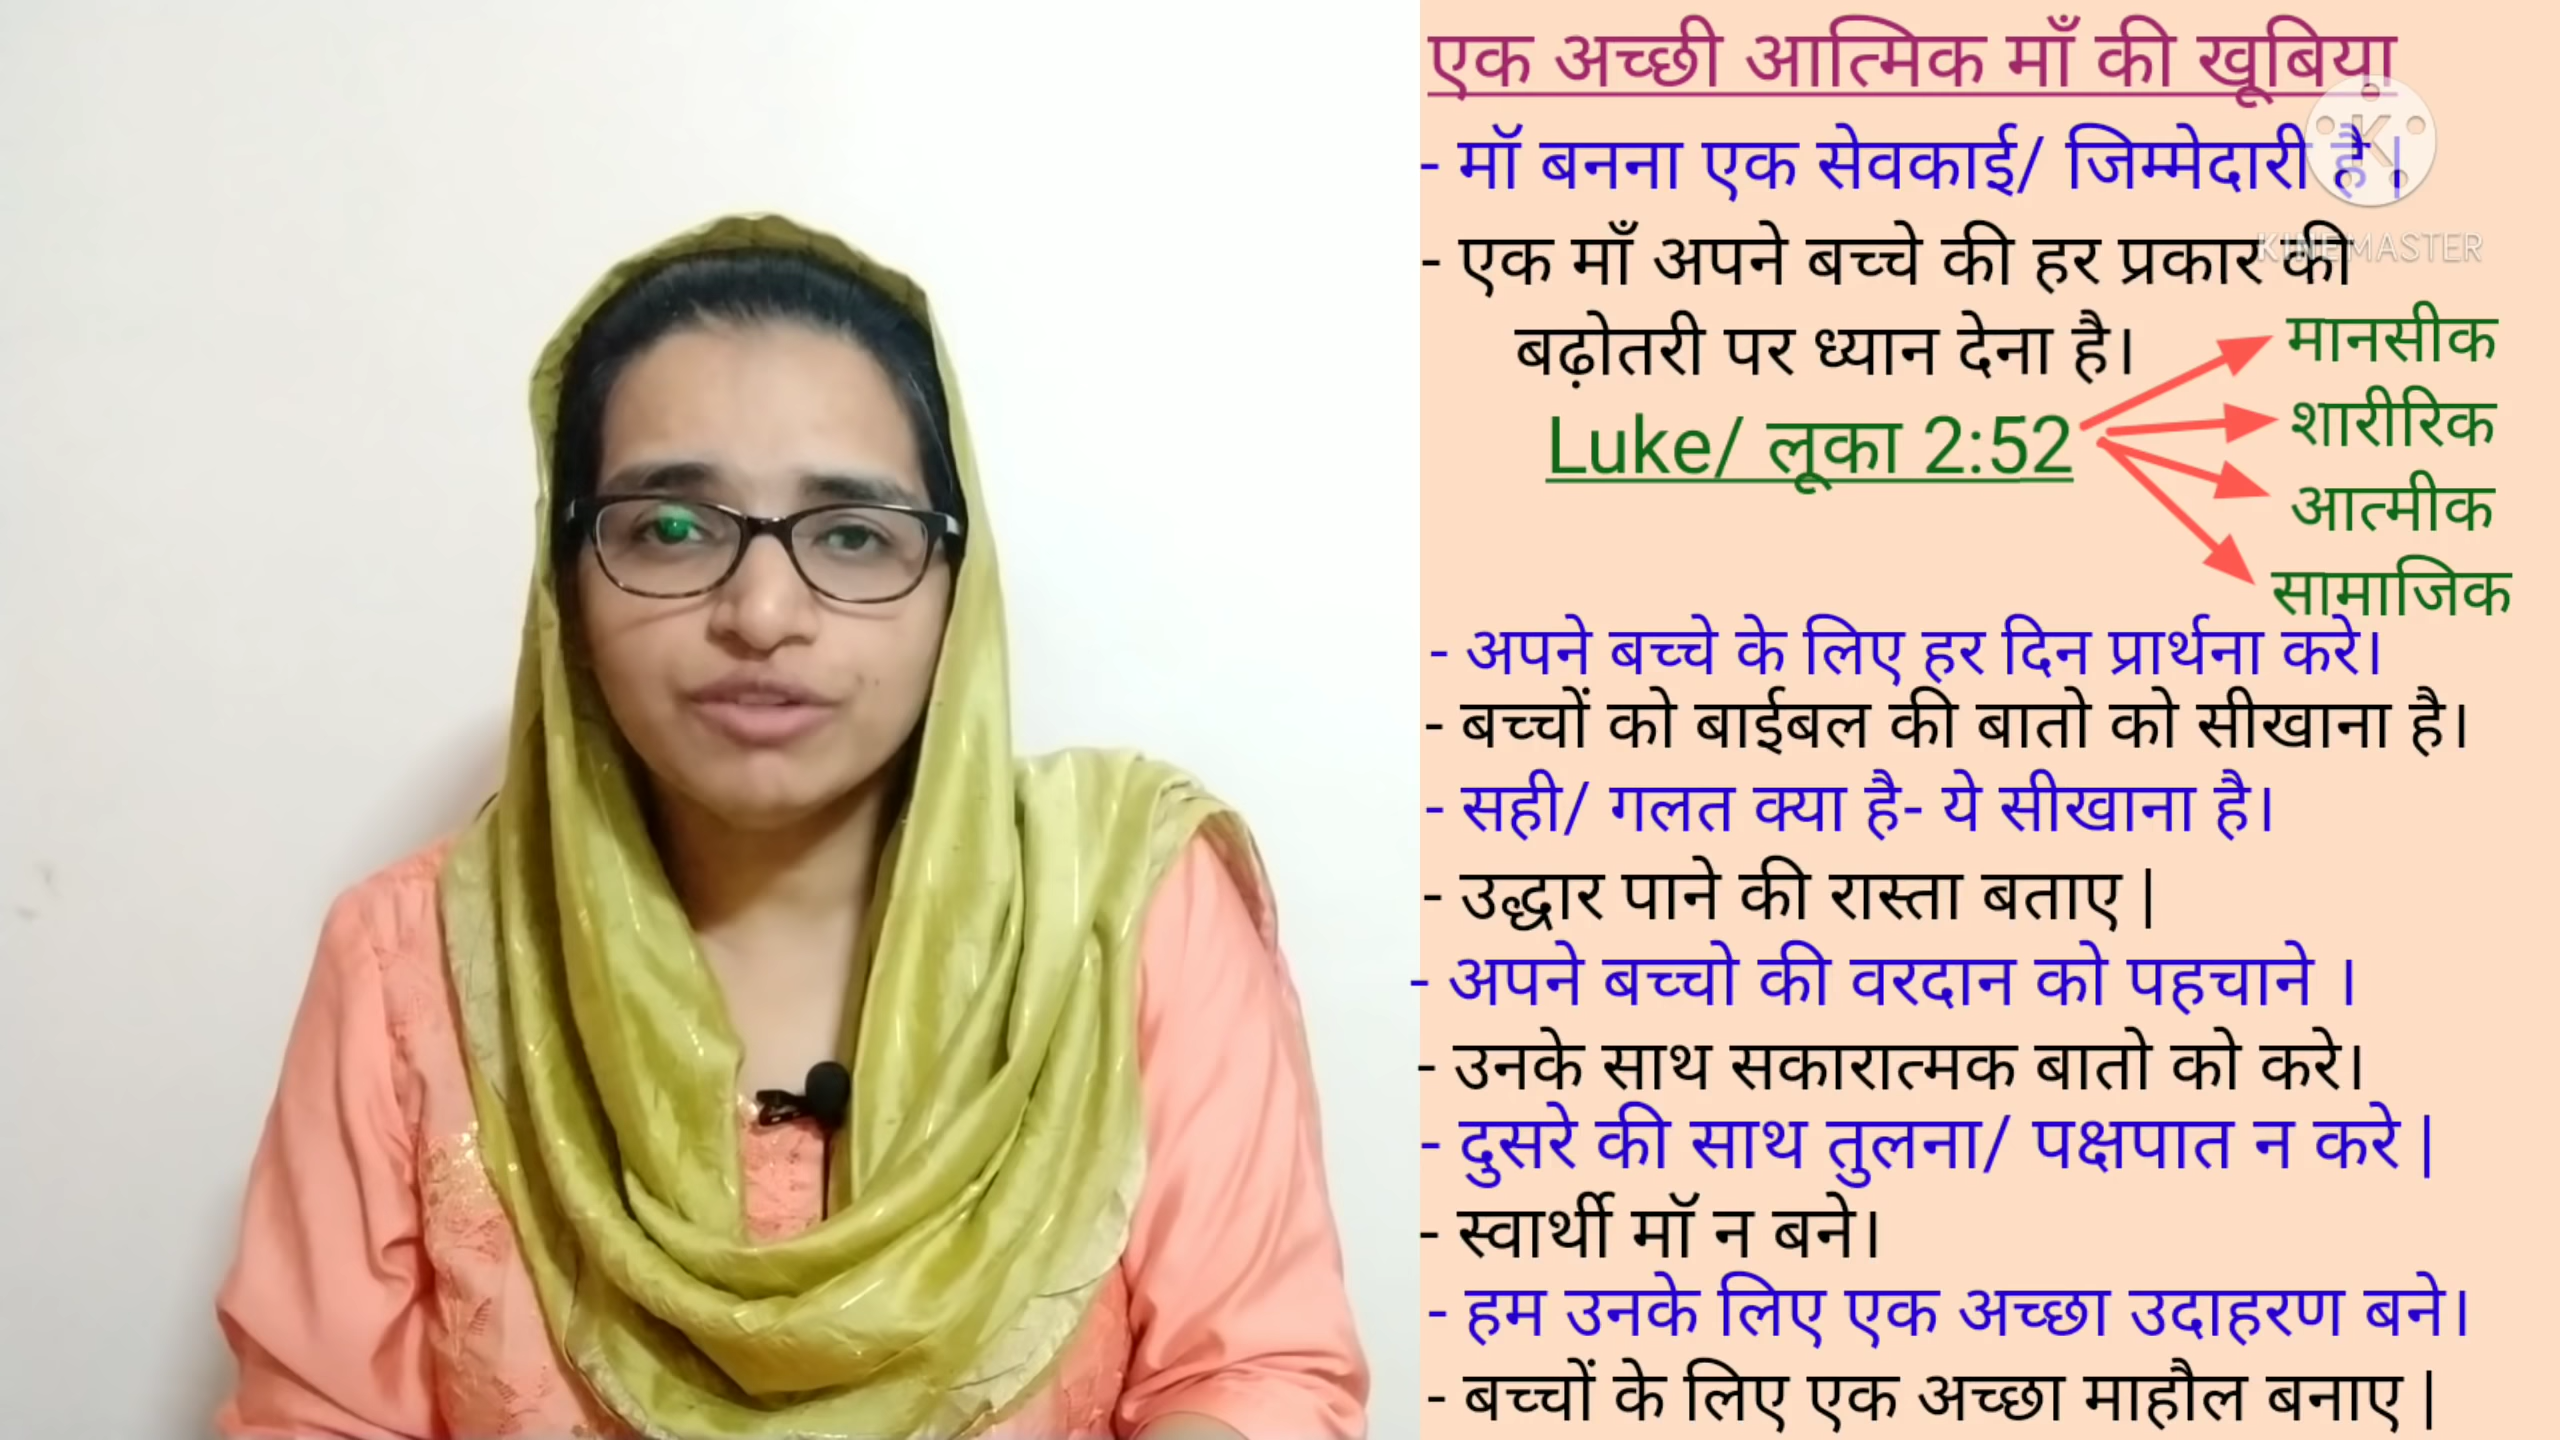 एक अच्छी आत्मिक माँ की खूबिया
- मॉ बनना एक सेवकाई/ जिम्मेदारी है |
- एक माँ अपने बच्चे की हर प्रकार की
KINEMASTER
बढ़ोतरी पर ध्यान देना है।
Luke/ लूका 2:52
मानसीक
शारीरिक
आत्मीक
सामाजिक
- अपने बच्चे के लिए हर दिन प्रार्थना करे।
- बच्चों को बाईबल की बातो को सीखाना है।
- सही/ गलत क्या है- ये सीखाना है।
- उद्धार पाने की रास्ता बताए |
- अपने बच्चो की वरदान को पहचाने ।
- उनके साथ सकारात्मक बातो को करे।
- दुसरे की साथ तुलना/ पक्षपात न करे |
- स्वार्थी मॉ न बने।
- हम उनके लिए एक अच्छा उदाहरण बने।
- बच्चों के लिए एक अच्छा माहौल बनाए |